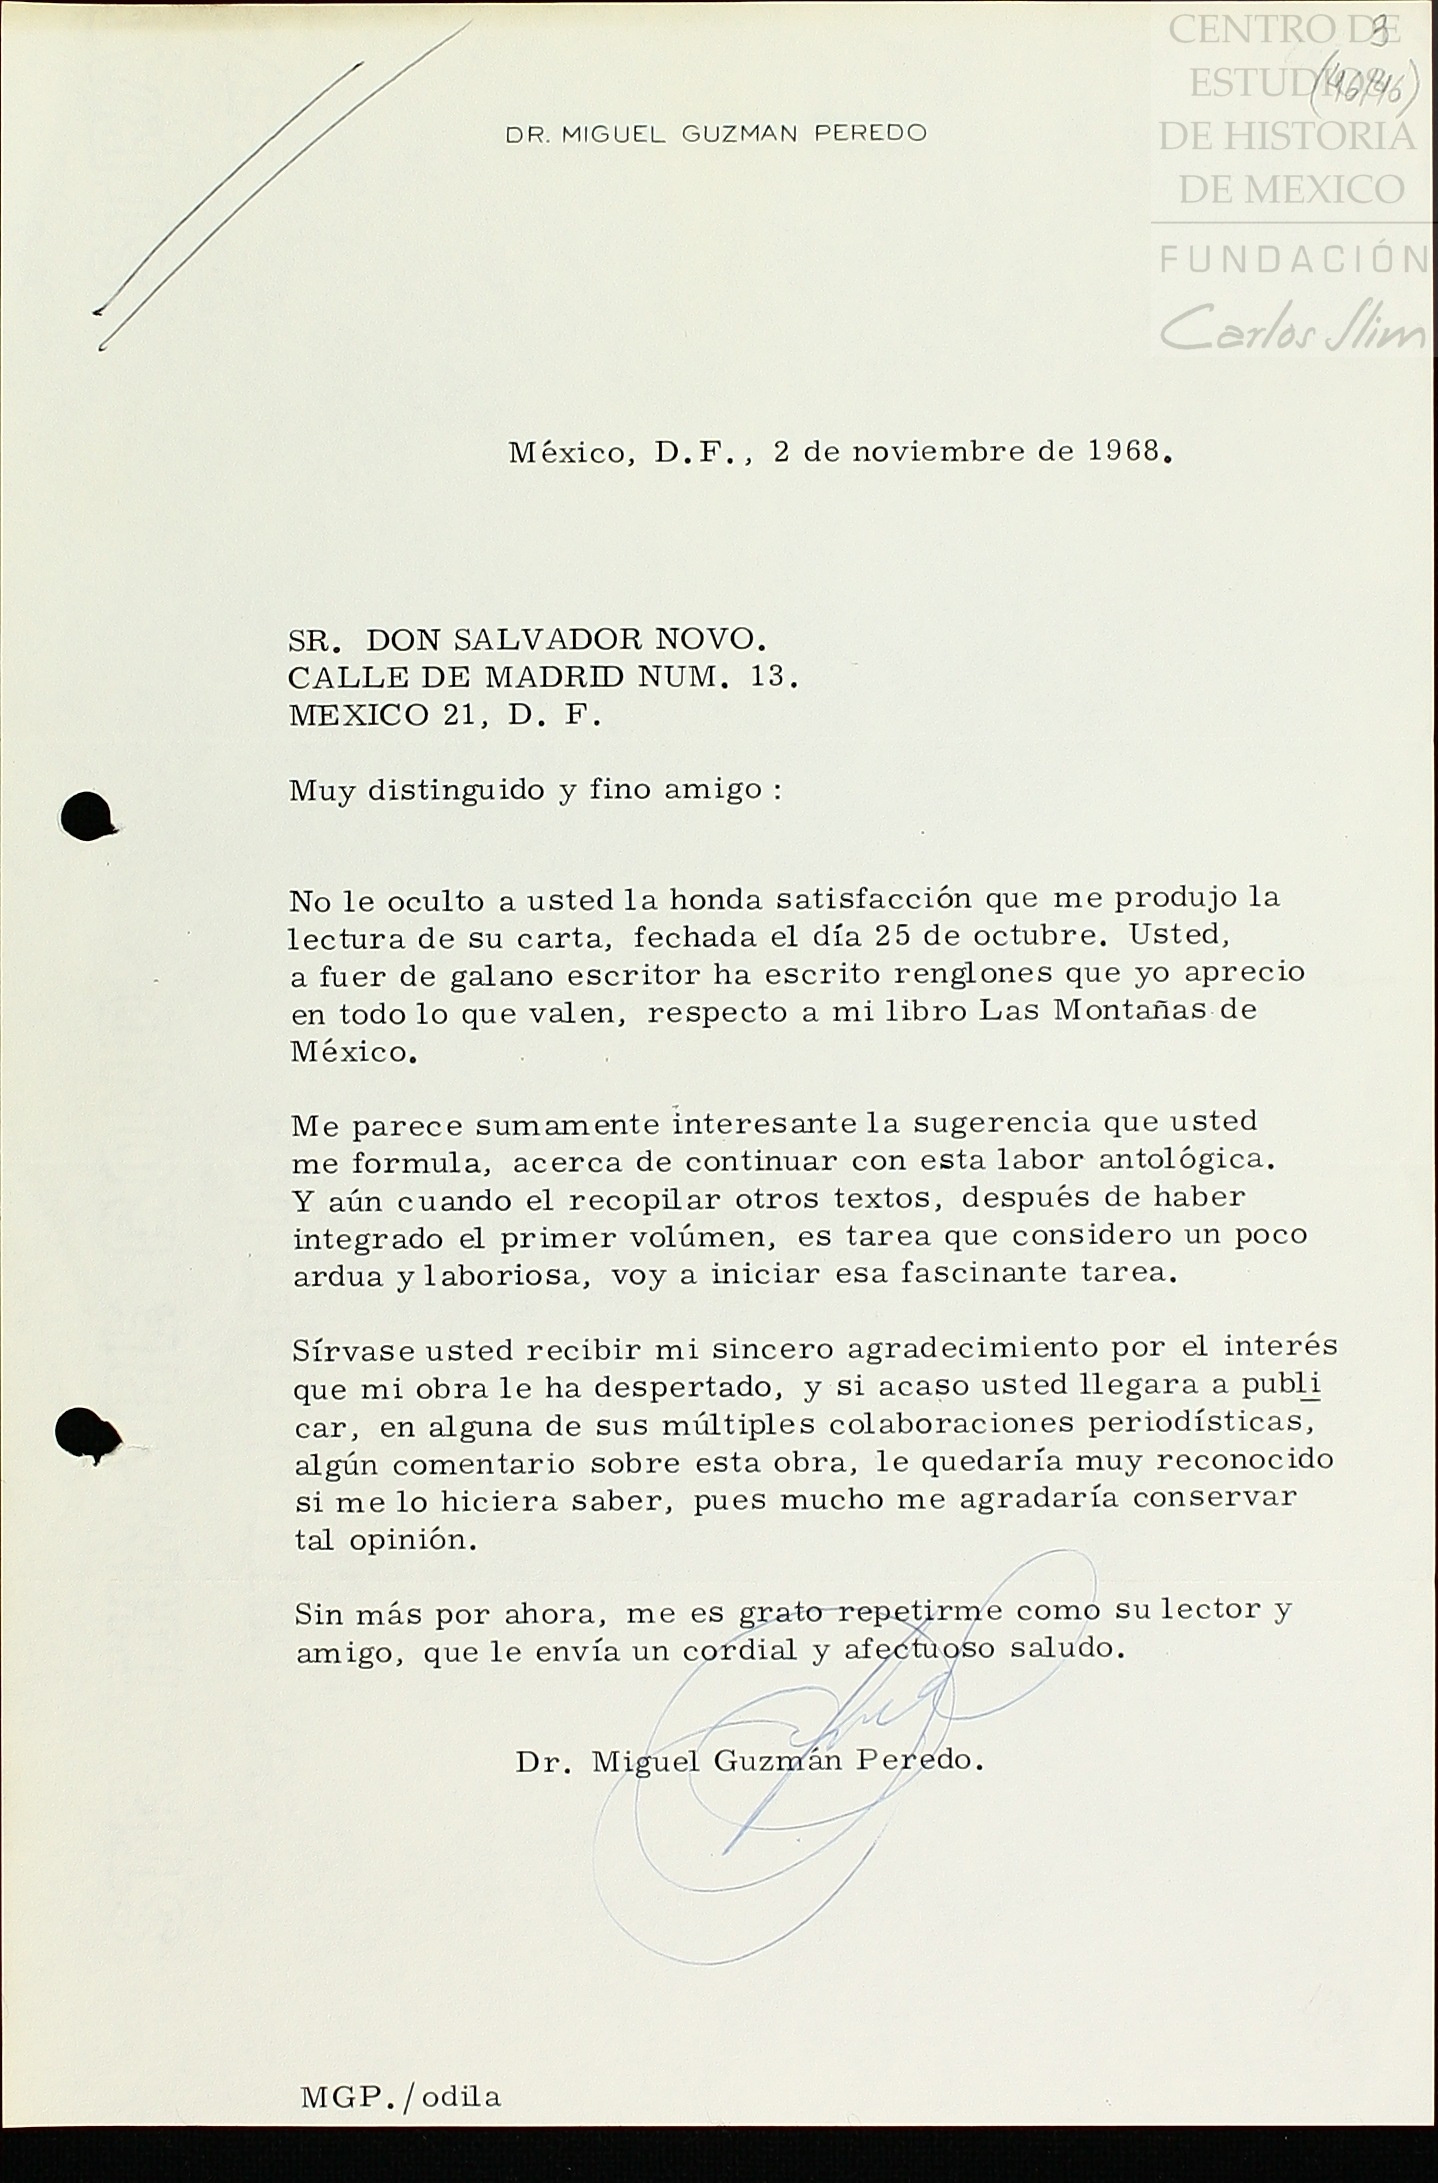 3
CENTRO DE
ESTUDIOS
(46/46)
DE HISTORIA
DE MEXICO
FUNDACIÓN
Carlos Slim
DR. MIGUEL GUZMAN PEREDO
México, D.F., 2 de noviembre de 1968.
SR. DON SALVADOR NOVO.
CALLE DE MADRID NUM. 13.
MEXICO 21, D. F.
Muy distinguido y fino amigo :
No le oculto a usted la honda satisfacción que me produjo la
lectura de su carta, fechada el día 25 de octubre. Usted,
a fuer de galano escritor ha escrito renglones que yo aprecio
en todo lo que valen, respecto a mi libro Las Montañas de
México.
Me parece sumamente interesante la sugerencia que usted
me formula, acerca de continuar con esta labor antológica.
Y aún cuando el recopilar otros textos, después de haber
integrado el primer volúmen, es tarea que considero un poco
ardua y laboriosa, voy a iniciar esa fascinante tarea.
Sírvase usted recibir mi sincero agradecimiento por el interés
que mi obra le ha despertado, y si acaso usted llegara a publi
car, en alguna de sus múltiples colaboraciones periodísticas,
algún comentario sobre esta obra, le quedaría muy reconocido
si me lo hiciera saber, pues mucho me agradaría conservar
tal opinión.
Sin más por ahora, me es grato repetirme como su lector y
amigo, que le envía un cordial y afectuoso saludo.
Dr. Miguel Guzmán Peredo.
MGP./odila